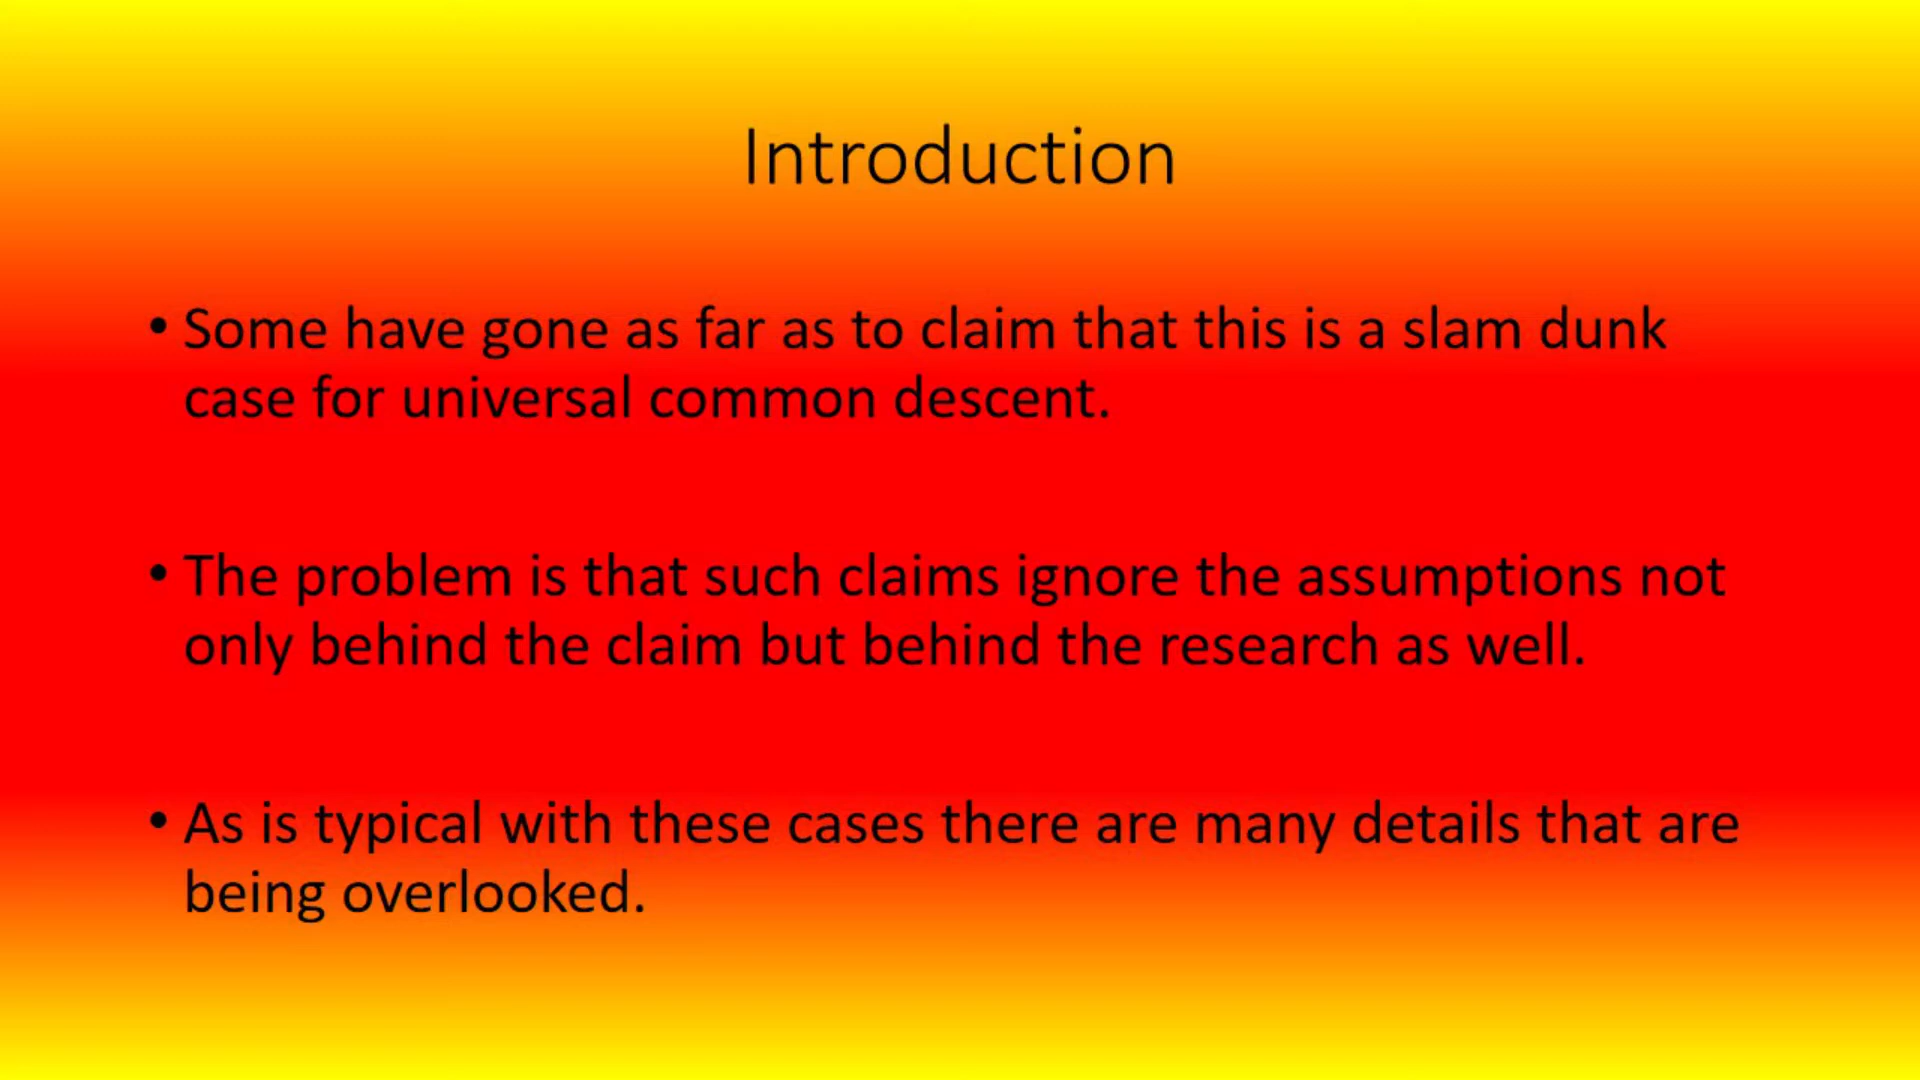 Introduction
• Some have gone as far as to claim that this is a slam dunk
case for universal common descent.
• The problem is that such claims ignore the assumptions not
only behind the claim but behind the research as well.
• As is typical with these cases there are many details that are
being overlooked.